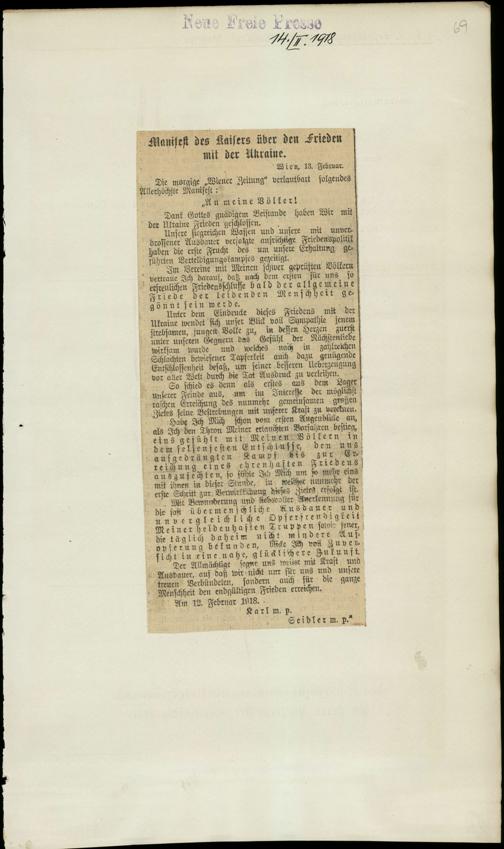 Neue Freie Presse
14./II. 1918
69
Manifest des Kaisers über den Frieden
mit der Ukraine.
Wien, 13. Februar.
Die morgige „Wiener Zeitung“ verlautbart folgendes
Allerhöchste Manifest:
„An meine Völker!
Dank Gottes gnädigem Beistande haben Wir mit
der Ukraine Frieden geschlossen.
Unsere siegreichen Waffen und unsere mit unver-
drossener Ausdauer verfolgte aufrichtige Friedenspolitik
haben die erste Frucht des um unsere Erhaltung ge-
führten Verteidigungskampfes gezeitigt.
Im Vereine mit Meinen schwer geprüften Völkern
vertraue Ich darauf, daß nach dem ersten für uns so
erfreulichen Friedensschlusse bald der allgemeine
Friede der leidenden Menschheit ge-
gönnt sein werde.
Unter dem Eindrucke dieses Friedens mit der
Ukraine wendet sich unser Blick voll Sympathie jenem
strebsamen, jungen Volke zu, in dessen Herzen zuerst
unter unseren Gegnern das Gefühl der Nächstenliebe
wirksam wurde und welches nach in zahlreichen
Schlachten bewiesener Tapferkeit auch dazu genügende
Entschlossenheit besaß, um seiner besseren Ueberzeugung
vor aller Welt durch die Tat Ausdruck zu verleihen.
So schied es denn als erstes aus dem Lager
unserer Feinde aus, um im Interesse der möglichst
raschen Erreichung des nunmehr gemeinsamen großen
Zieles seine Bestrebungen mit unserer Kraft zu vereinen.
Habe Ich Mich schon vom ersten Augenblicke an,
als Ich den Thron Meiner erlauchten Vorfahren bestieg,
eins gefühlt mit Meinen Völkern in
dem felsenfesten Entschlusse, den uns
aufgedrängten Kampf bis zur Er-
reichung eines ehrenhaften Friedens
auszufechten, so fühle Ich Mich um so mehr eins
mit ihnen in dieser Stunde, in welcher nunmehr der
erste Schritt zur Verwirklichung dieses Zieles erfolgt ist.
Mit Bewunderung und liebevoller Anerkennung für
die fast übermenschliche Ausdauer und
unvergleichliche Opferfreudigkeit
Meiner heldenhaften Truppen sowie jener,
die täglich daheim nicht mindere Auf-
opferung bekunden, blicke Ich voll Zuver-
sicht in eine nahe, glücklichere Zukunft.
Der Allmächtige segne uns weiter mit Kraft und
Ausdauer, auf daß wir nicht nur für uns und unsere
treuen Verbündeten, sondern auch für die ganze
Menschheit den endgültigen Frieden erreichen.
Am 12. Februar 1918.
Karl m. p.
Seidler m. p.“